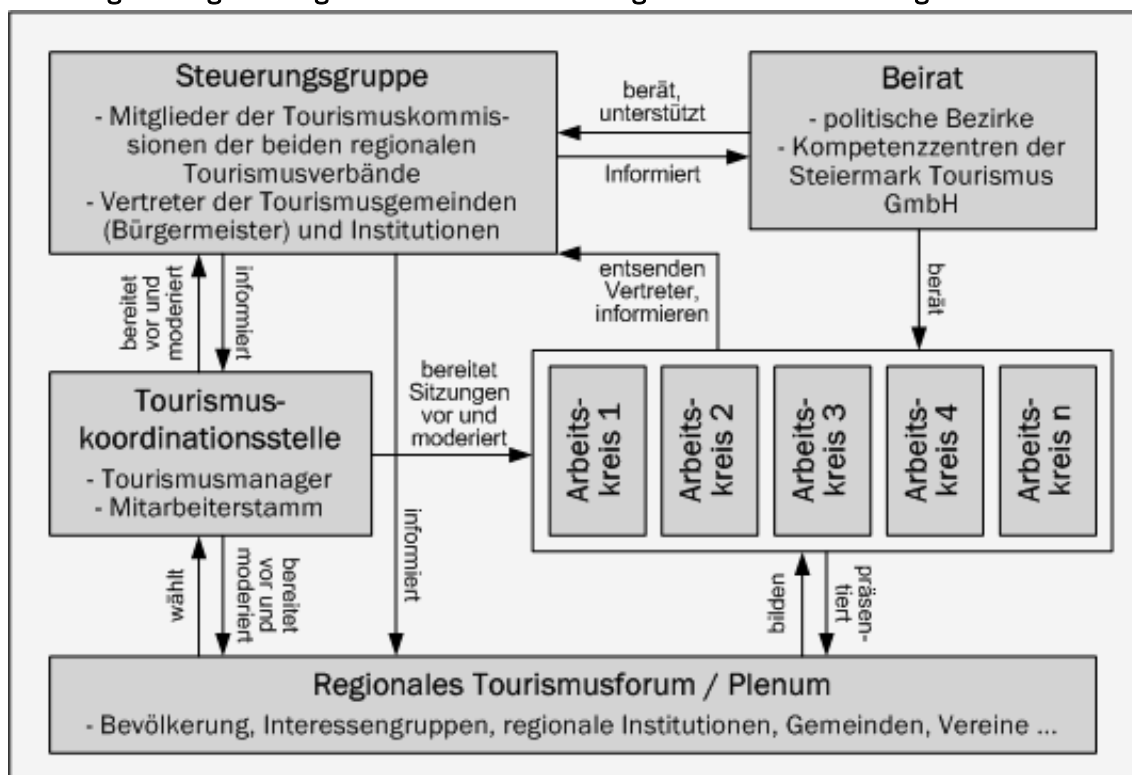 Steuerungsgruppe
- Mitglieder der Tourismuskommis-
sionen der beiden regionalen
Tourismusverbände
- Vertreter der Tourismusgemeinden
(Bürgermeister) und Institutionen
berät,
unterstützt
Informiert
Beirat
- politische Bezirke
- Kompetenzzentren der
Steiermark Tourismus
GmbH
bereitet
vor und
moderiert
informiert
entsenden
Vertreter,
informieren
berät
Tourismus-
koordinationsstelle
- Tourismusmanager
- Mitarbeiterstamm
bereitet
Sitzungen
vor und
moderiert
Arbeits-
kreis 1
Arbeits-
kreis 2
Arbeits-
kreis 3
Arbeits-
kreis 4
Arbeits-
kreis n
wählt
bereitet
vor und
moderiert
informiert
bilden
präsen-
tiert
Regionales Tourismusforum / Plenum
- Bevölkerung, Interessengruppen, regionale Institutionen, Gemeinden, Vereine ...